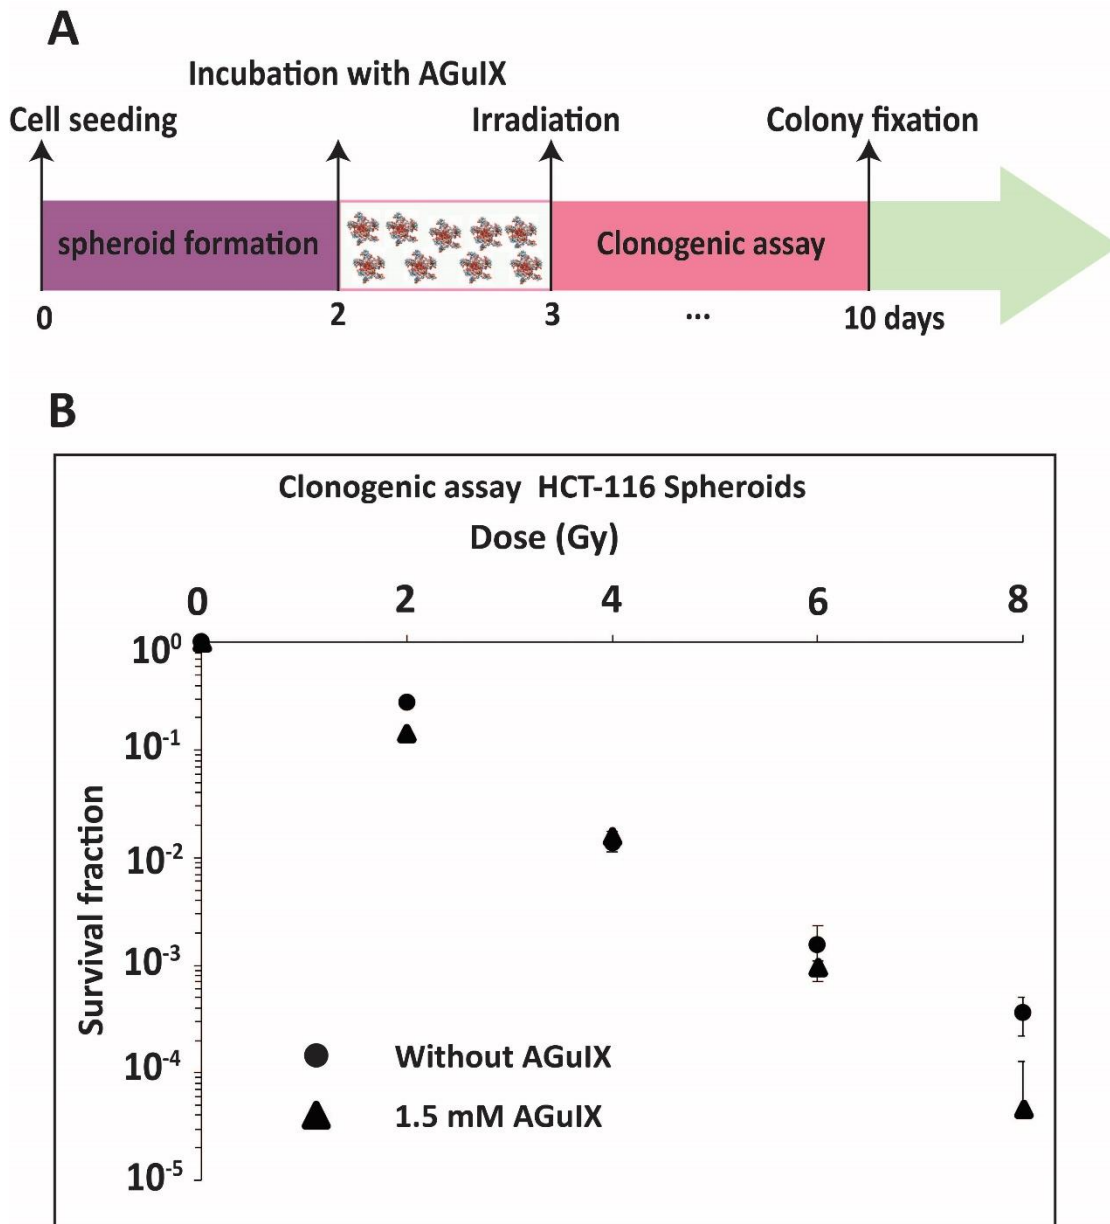 A
Incubation with AGuIX
Cell seeding Irradiation Colony fixation
spheroid formation Clonogenic assay
0 2 3 ... 10 days
B
Clonogenic assay HCT-116 Spheroids
Dose (Gy)
0 2 4 6 8
10⁰
10⁻¹
10⁻²
10⁻³
10⁻⁴
10⁻⁵
Survival fraction
Without AGuIX
1.5 mM AGuIX